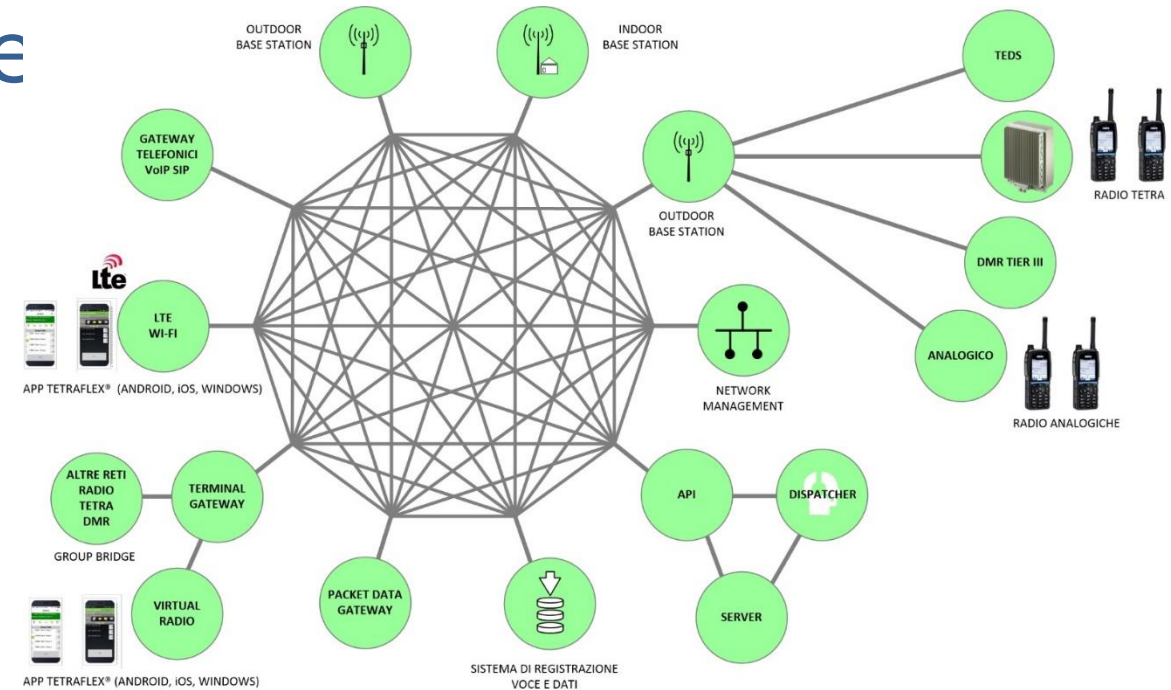 e
OUTDOOR
BASE STATION
INDOOR
BASE STATION
TEDS
GATEWAY
TELEFONICI
VoIP SIP
OUTDOOR
BASE STATION
RADIO TETRA
DMR TIER III
Lte
LTE
WI-FI
APP TETRAFLEX® (ANDROID, iOS, WINDOWS)
NETWORK
MANAGEMENT
ANALOGICO
RADIO ANALOGICHE
ALTRE RETI
RADIO
TETRA
DMR
GROUP BRIDGE
TERMINAL
GATEWAY
API
DISPATCHER
VIRTUAL
RADIO
PACKET DATA
GATEWAY
SERVER
SISTEMA DI REGISTRAZIONE
VOCE E DATI
APP TETRAFLEX® (ANDROID, iOS, WINDOWS)